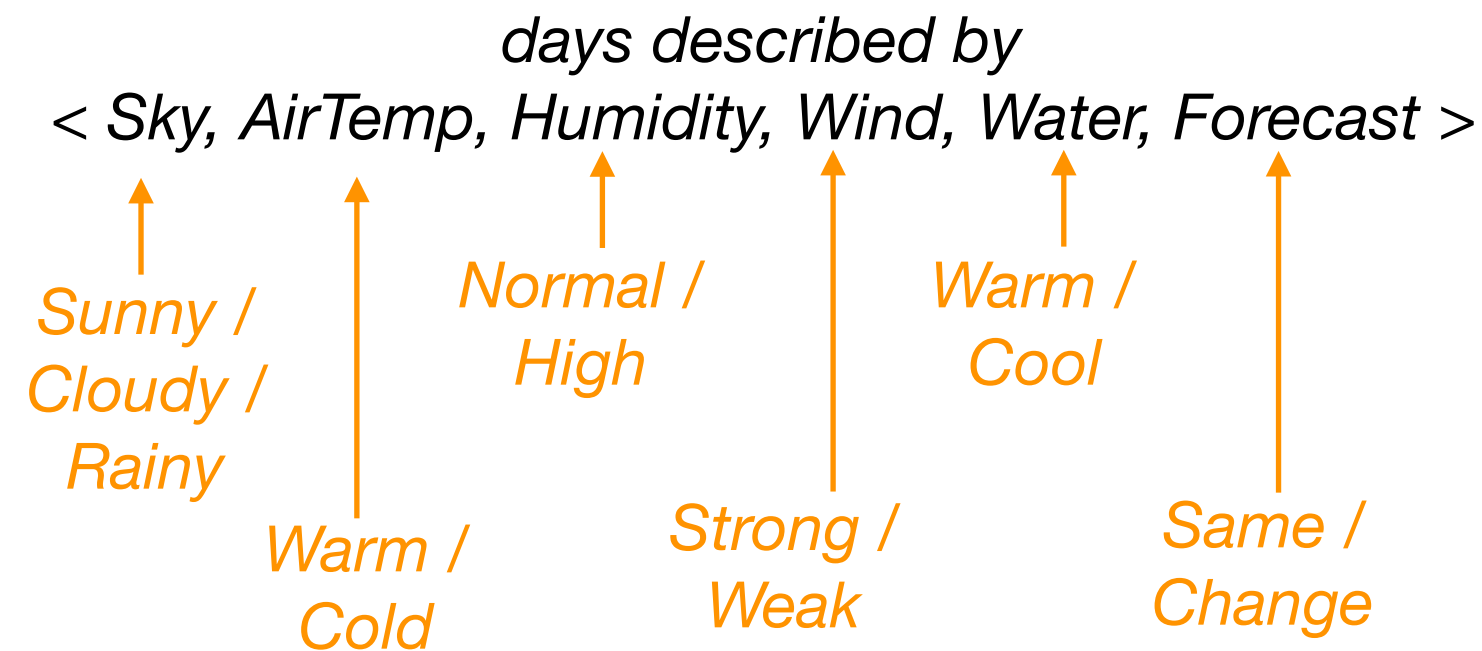 days described by
< Sky, AirTemp, Humidity, Wind, Water, Forecast >
Sunny /
Cloudy /
Rainy
Warm /
Cold
Normal /
High
Strong /
Weak
Warm /
Cool
Same /
Change